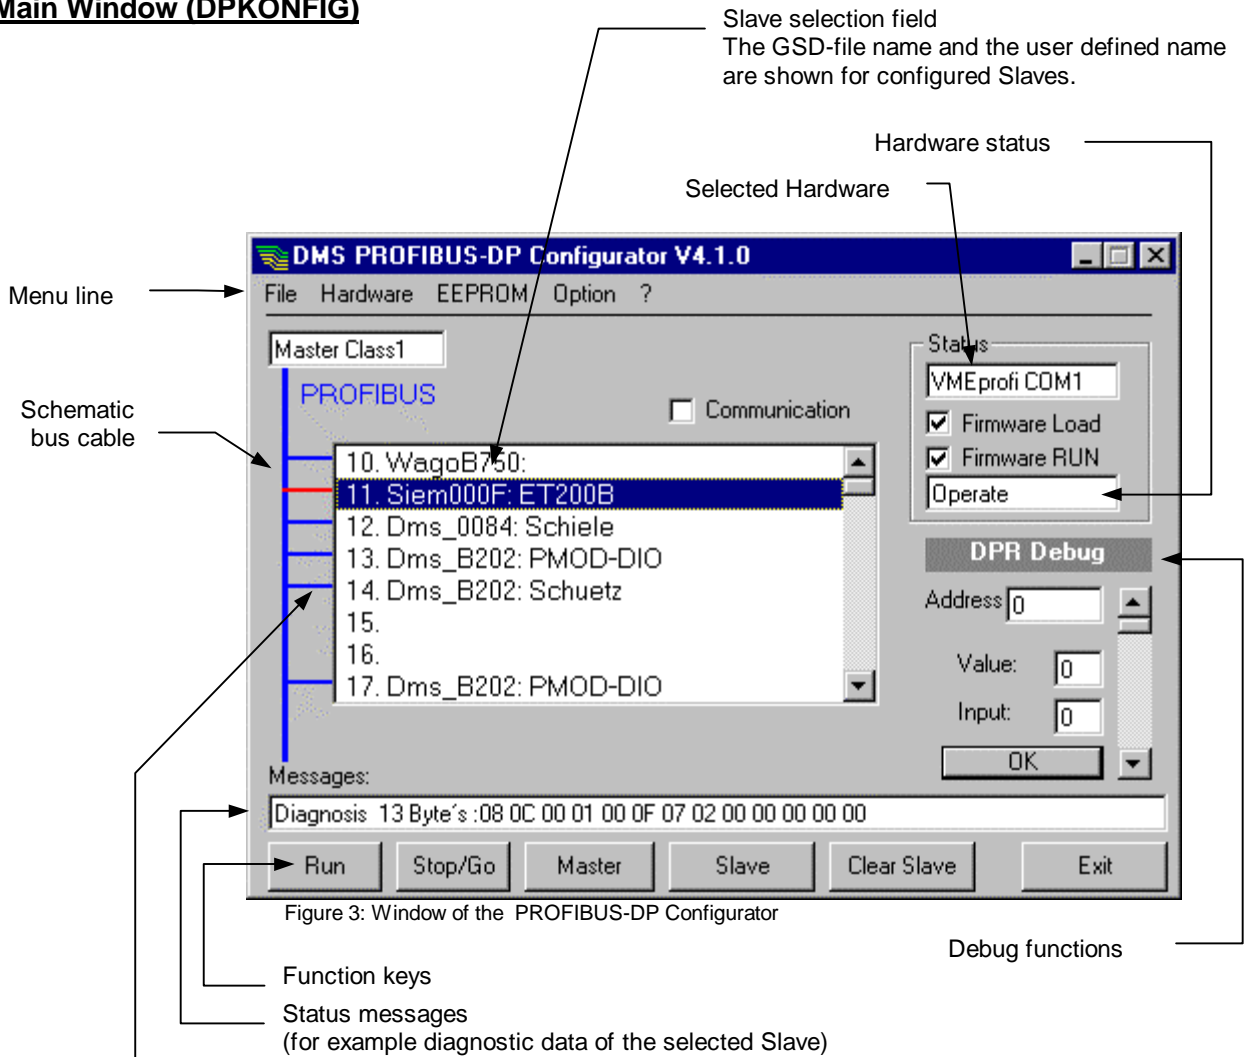 Main Window (DPKONFIG)
Slave selection field
The GSD-file name and the user defined name
are shown for configured Slaves.
Hardware status
Selected Hardware
DMS PROFIBUS-DP Configurator V4.1.0
Menu line
File Hardware EEPROM Option ?
Master Class1
Status
VMEprofi COM1
PROFIBUS
Communication
Firmware Load
Schematic
bus cable
Firmware RUN
Operate
10. WagoB750:
11. Siem000F: ET200B
12. Dms_0084: Schiele
13. Dms_B202: PMOD-DIO
14. Dms_B202: Schuetz
15.
16.
17. Dms_B202: PMOD-DIO
DPR Debug
Address 0
Value: 0
Input: 0
OK
Messages:
Diagnosis 13 Byte´s :08 0C 00 01 00 0F 07 02 00 00 00 00 00
Run Stop/Go Master Slave Clear Slave Exit
Figure 3: Window of the PROFIBUS-DP Configurator
Debug functions
Function keys
Status messages
(for example diagnostic data of the selected Slave)